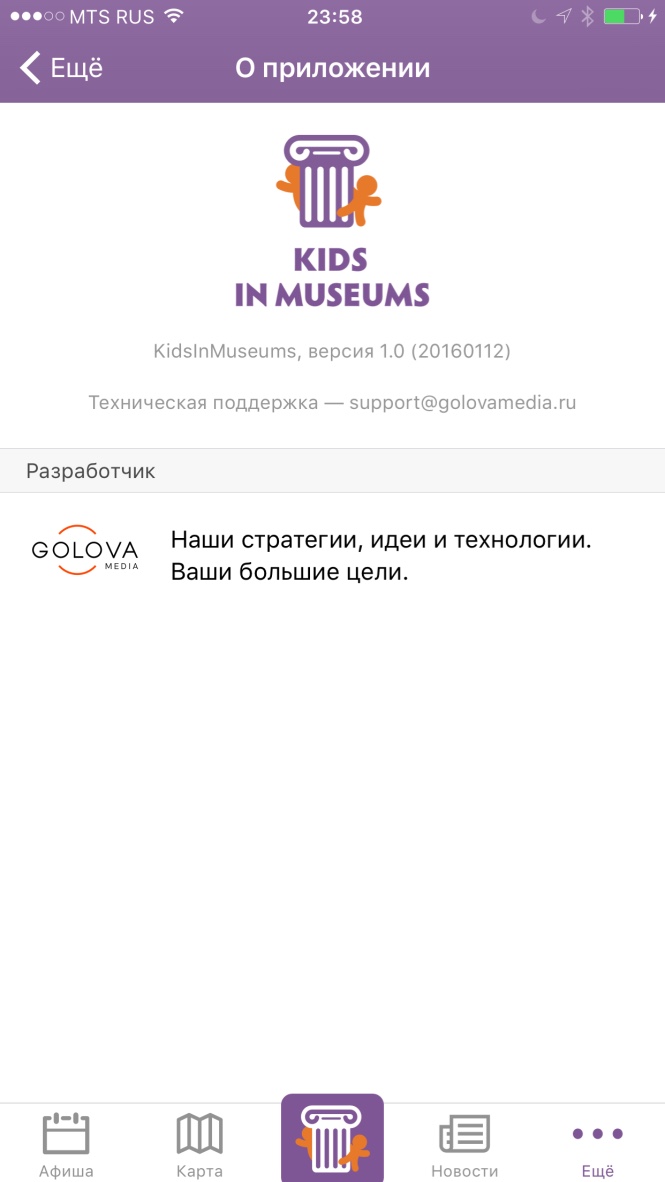 MTS RUS 23:58
Ещё О приложении
KIDS
IN MUSEUMS
KidsInMuseums, версия 1.0 (20160112)
Техническая поддержка — support@golovamedia.ru
Разработчик
GOLOVA
MEDIA
Наши стратегии, идеи и технологии.
Ваши большие цели.
Афиша Карта Новости Ещё